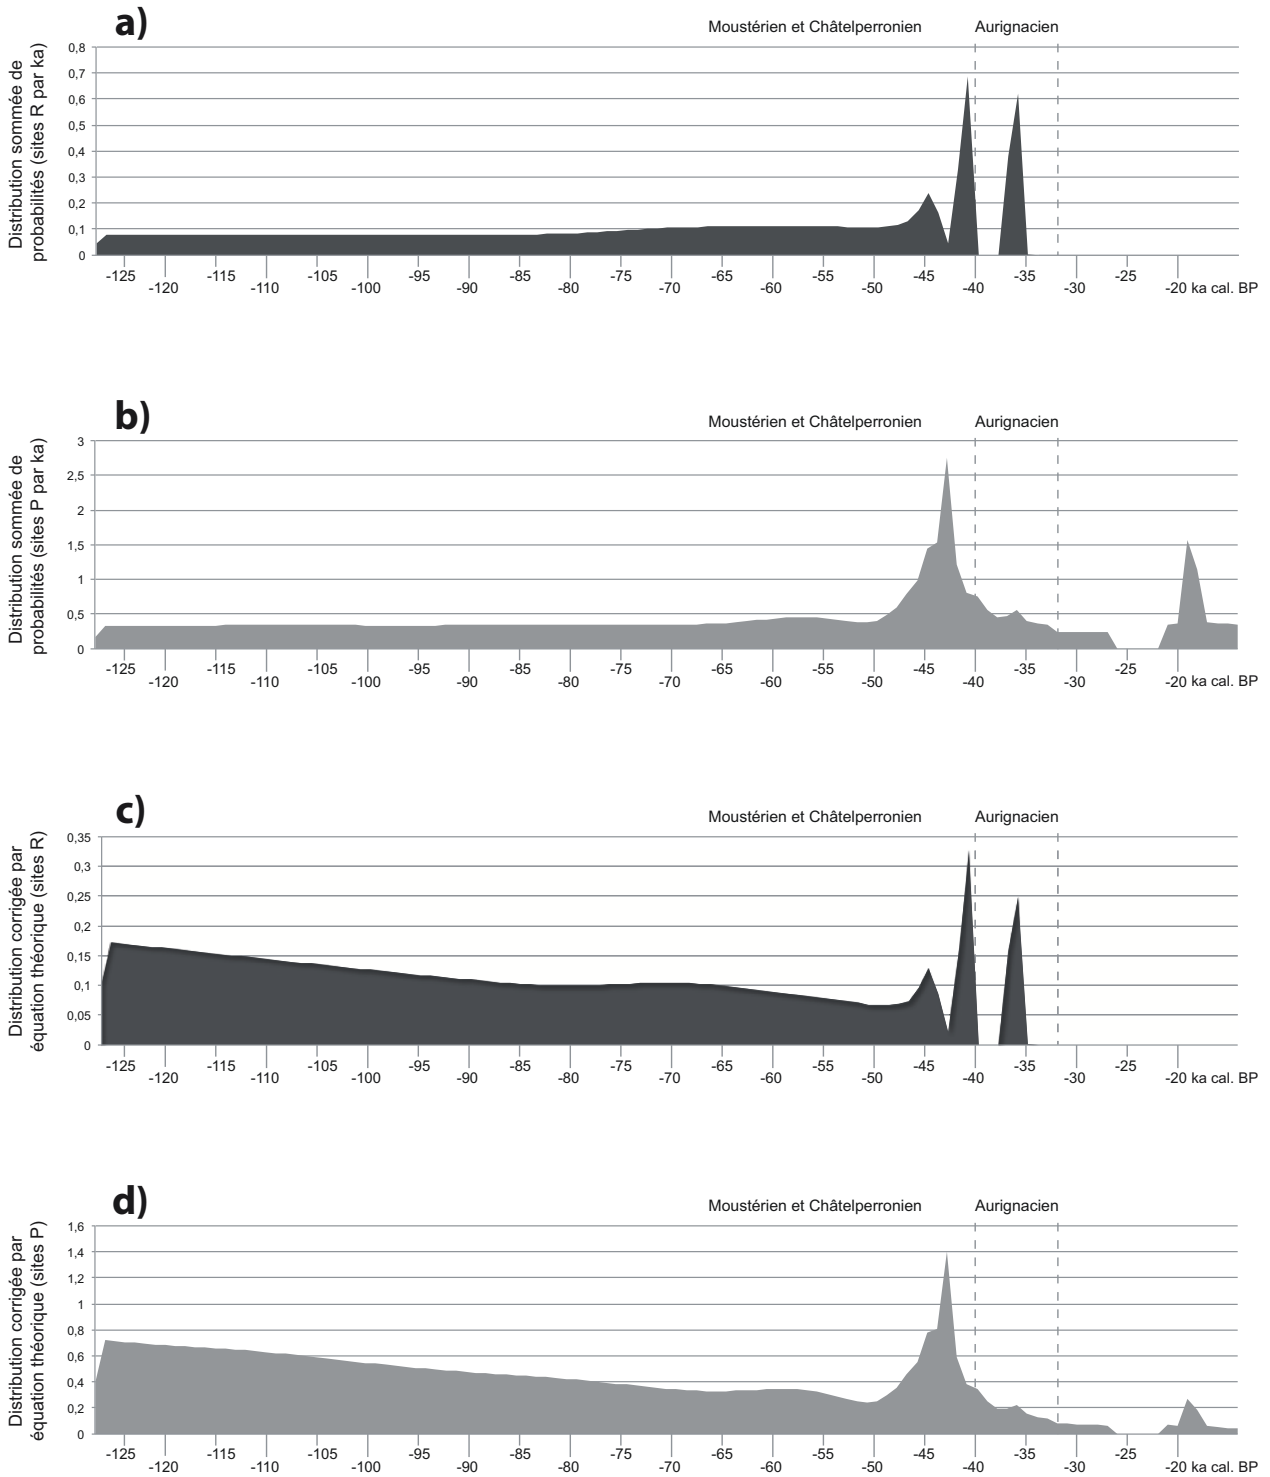 a)
Moustérien et Châtelperronien
Aurignacien
Distribution sommée de
probabilités (sites R par ka)
0,8
0,7
0,6
0,5
0,4
0,3
0,2
0,1
0
-125 -115 -105 -95 -85 -75 -65 -55 -45 -35 -25
-120 -110 -100 -90 -80 -70 -60 -50 -40 -30 -20 ka cal. BP
b)
Moustérien et Châtelperronien
Aurignacien
Distribution sommée de
probabilités (sites P par ka)
3
2,5
2
1,5
1
0,5
0
-125 -115 -105 -95 -85 -75 -65 -55 -45 -35 -25
-120 -110 -100 -90 -80 -70 -60 -50 -40 -30 -20 ka cal. BP
c)
Moustérien et Châtelperronien
Aurignacien
Distribution corrigée par
équation théorique (sites R)
0,35
0,3
0,25
0,2
0,15
0,1
0,05
0
-125 -115 -105 -95 -85 -75 -65 -55 -45 -35 -25
-120 -110 -100 -90 -80 -70 -60 -50 -40 -30 -20 ka cal. BP
d)
Moustérien et Châtelperronien
Aurignacien
Distribution corrigée par
équation théorique (sites P)
1,6
1,4
1,2
1
0,8
0,6
0,4
0,2
0
-125 -115 -105 -95 -85 -75 -65 -55 -45 -35 -25
-120 -110 -100 -90 -80 -70 -60 -50 -40 -30 -20 ka cal. BP